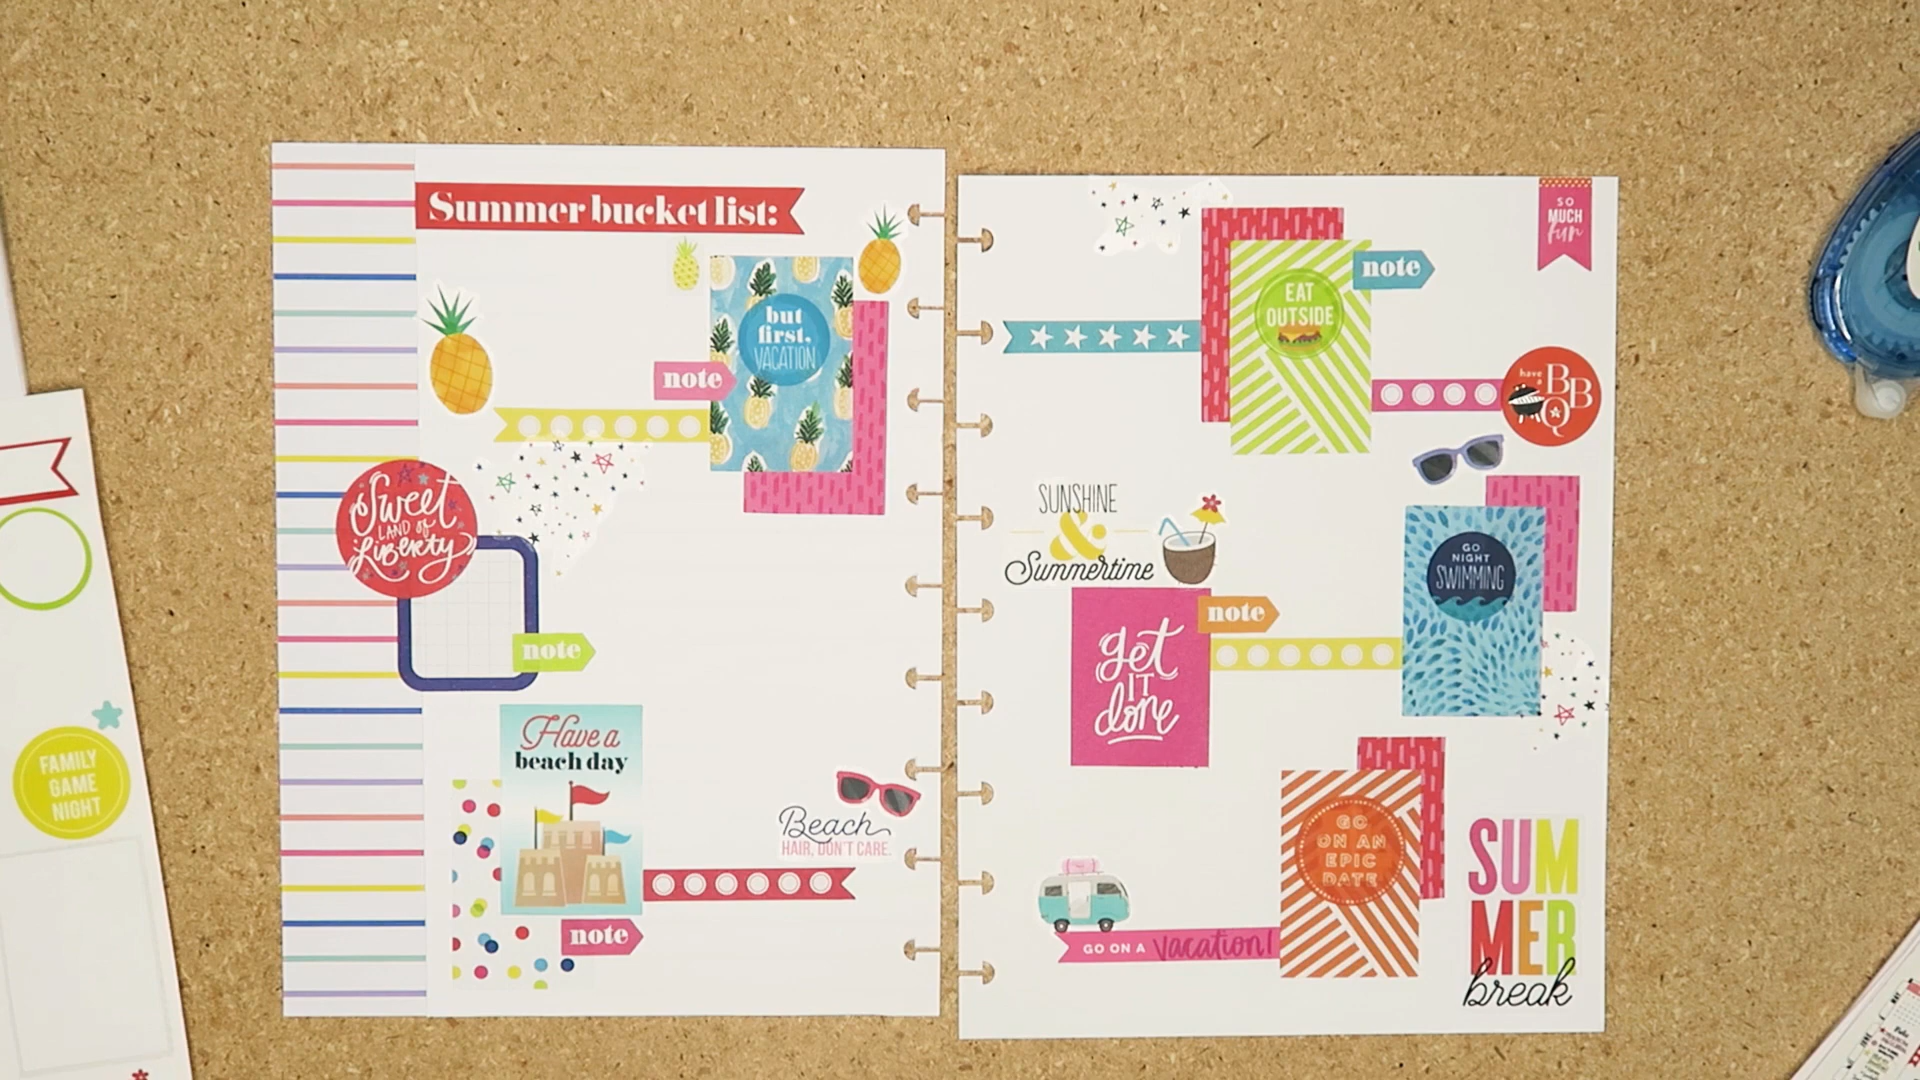 Summer bucket list:
but
first,
VACATION
note
Sweet
LAND of
Liberty
note
Have a
beach day
Beach
HAIR, DON'T CARE.
note
SO
MUCH
fun
note
EAT
OUTSIDE
have
a
BBQ
SUNSHINE
&
Summertime
GO
NIGHT
SWIMMING
note
get
IT
done
GO
ON AN
EPIC
DATE
SUM
MER
break
GO ON A vacation!
FAMILY
GAME
NIGHT